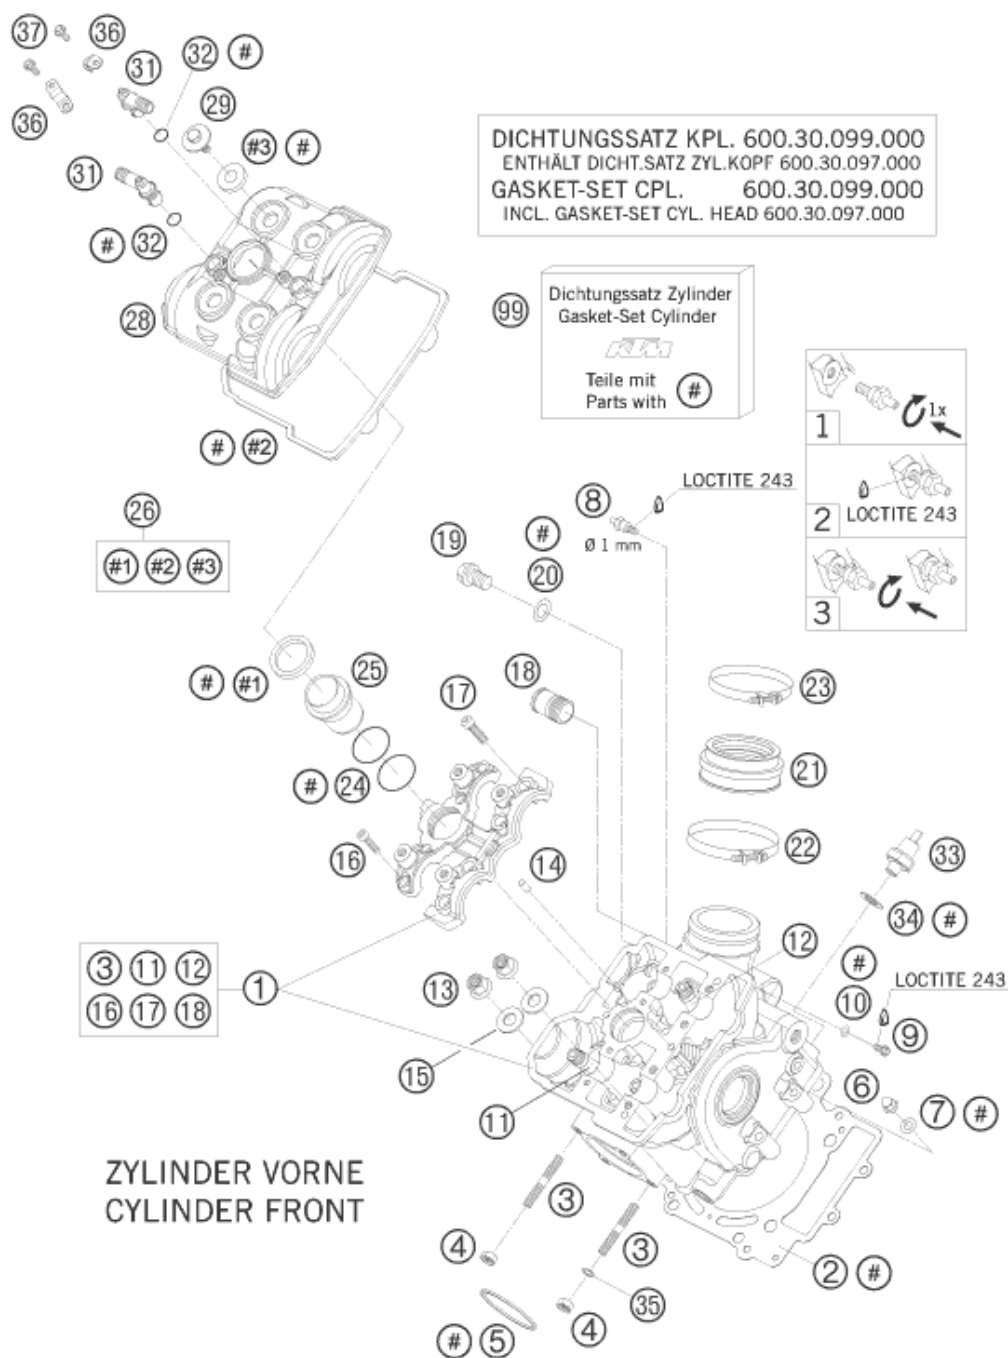 37
36
31
32 #
29
36
#3 #
31
# 32
28
# #2
DICHTUNGSSATZ KPL. 600.30.099.000
ENTHÄLT DICHT.SATZ ZYL.KOPF 600.30.097.000
GASKET-SET CPL. 600.30.099.000
INCL. GASKET-SET CYL. HEAD 600.30.097.000
99
Dichtungssatz Zylinder
Gasket-Set Cylinder
KTM
Teile mit
Parts with #
1x
1
LOCTITE 243
2
3
26
#1 #2 #3
8
LOCTITE 243
Ø 1 mm
19
#
20
# #1
25
17
18
23
21
# 24
16
14
22
33
34 #
12
3 11 12
16 17 18
1
13
15
11
#
10
LOCTITE 243
9
6
7 #
ZYLINDER VORNE
CYLINDER FRONT
3
4
3
35
4
# 5
2 #